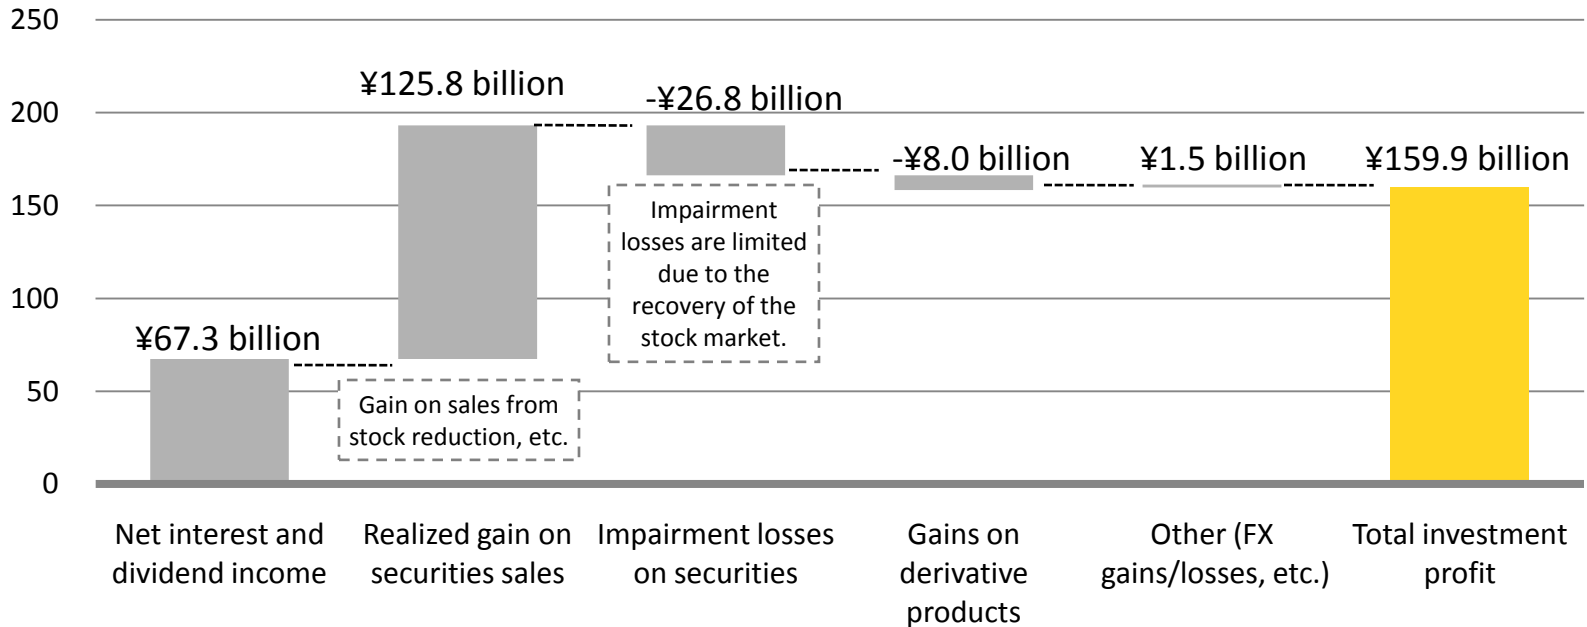 250
200
150
100
50
0
¥67.3 billion
¥125.8 billion
-¥26.8 billion
-¥8.0 billion
¥1.5 billion
¥159.9 billion
Gain on sales from
stock reduction, etc.
Impairment
losses are limited
due to the
recovery of the
stock market.
Net interest and
dividend income
Realized gain on
securities sales
Impairment losses
on securities
Gains on
derivative
products
Other (FX
gains/losses, etc.)
Total investment
profit